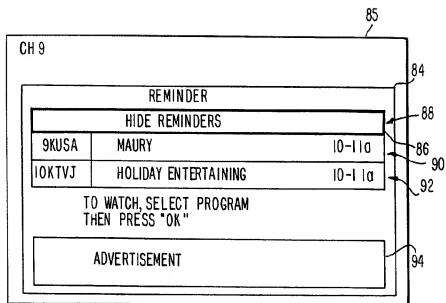 85
CH 9
84
REMINDER
88
HIDE REMINDERS
86
9KUSA MAURY 10-11a
90
10KTVJ HOLIDAY ENTERTAINING 10-11a
92
TO WATCH, SELECT PROGRAM
THEN PRESS "OK"
ADVERTISEMENT
94